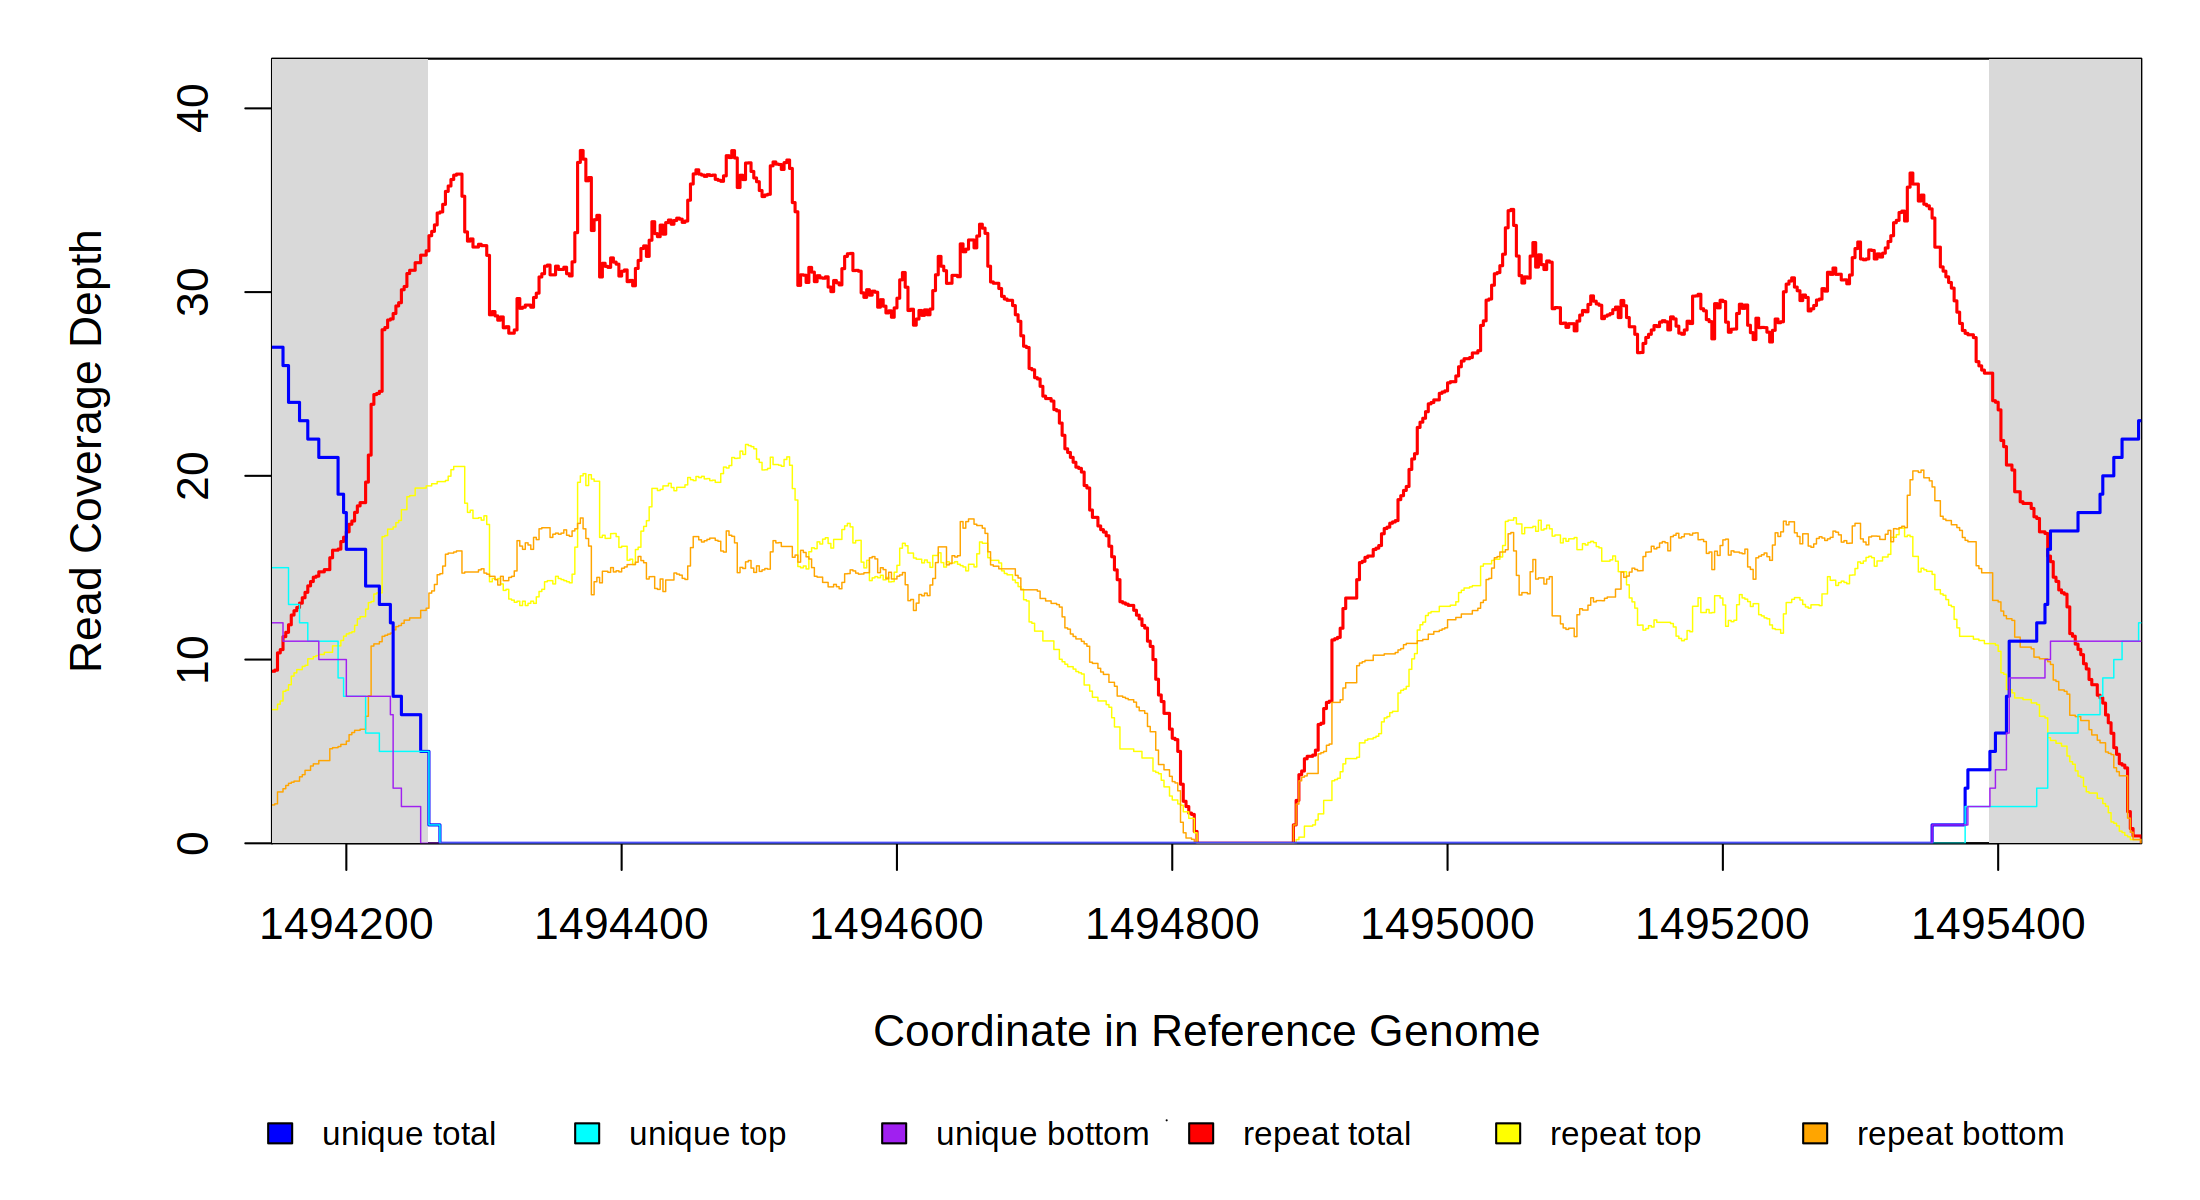 Read Coverage Depth
40
30
20
10
0
1494200 1494400 1494600 1494800 1495000 1495200 1495400
Coordinate in Reference Genome
unique total unique top unique bottom repeat total repeat top repeat bottom